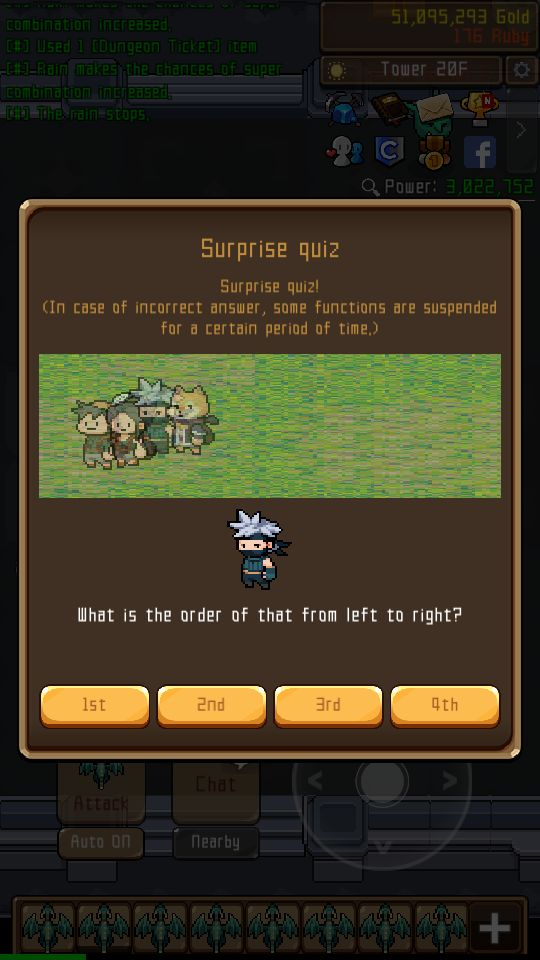 combination increased.
[#] Used 1 [Dungeon Ticket] item
[#] Rain makes the chances of super
combination increased.
[#] The rain stops.
51,095,293 Gold
176 Ruby
Tower 20F
N
C
f
Power: 3,022,752
Surprise quiz
Surprise quiz!
(In case of incorrect answer, some functions are suspended
for a certain period of time.)
What is the order of that from left to right?
1st
2nd
3rd
4th
Attack
Chat
Auto ON
Nearby